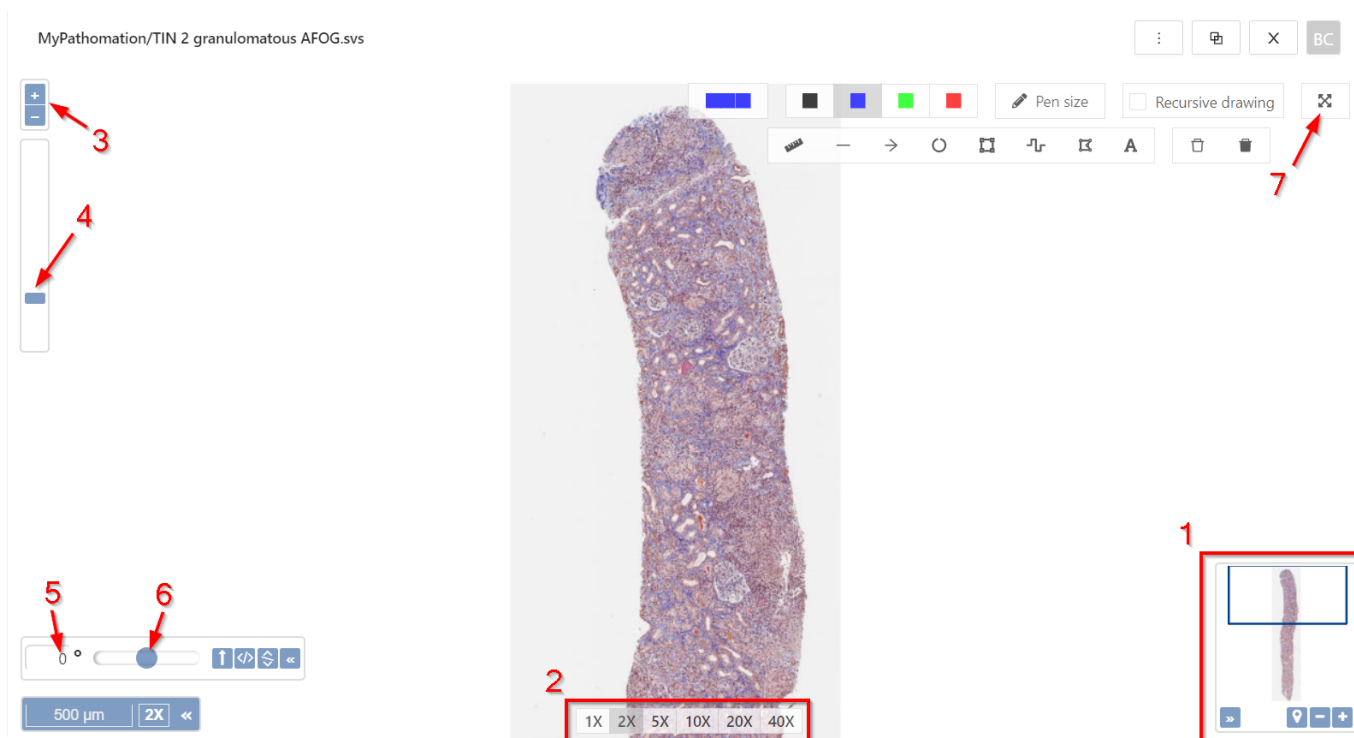 MyPathomation/TIN 2 granulomatous AFOG.svs
BC
Pen size
Recursive drawing
A
3
7
4
1
5
6
0 °
2
500 µm 2X «
1X 2X 5X 10X 20X 40X